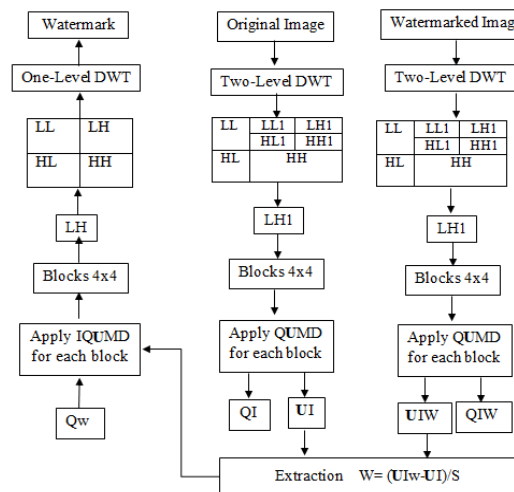 Watermark
One-Level DWT
LL LH
HL HH
LH
Blocks 4x4
Apply IQUMD
for each block
Qw
Original Image
Two-Level DWT
LL LL1 LH1
HL1 HH1
HL HH
LH1
Blocks 4x4
Apply QUMD
for each block
QI UI
Watermarked Imag
Two-Level DWT
LL LL1 LH1
HL1 HH1
HL HH
LH1
Blocks 4x4
Apply QUMD
for each block
UIW QIW
Extraction W= (UIw-UI)/S